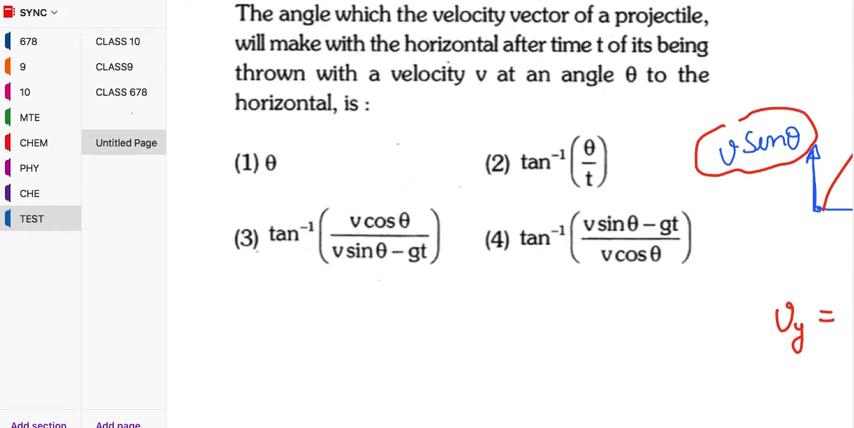 SYNC
678
9
10
MTE
CHEM
PHY
CHE
TEST
Add section
CLASS 10
CLASS9
CLASS 678
Untitled Page
Add page
The angle which the velocity vector of a projectile,
will make with the horizontal after time t of its being
thrown with a velocity v at an angle θ to the
horizontal, is :
(1) θ
(2) tan⁻¹(θ/t)
(3) tan⁻¹(v cos θ/v sin θ – gt)
(4) tan⁻¹(v sin θ – gt/v cos θ)
v sinθ
v_y =